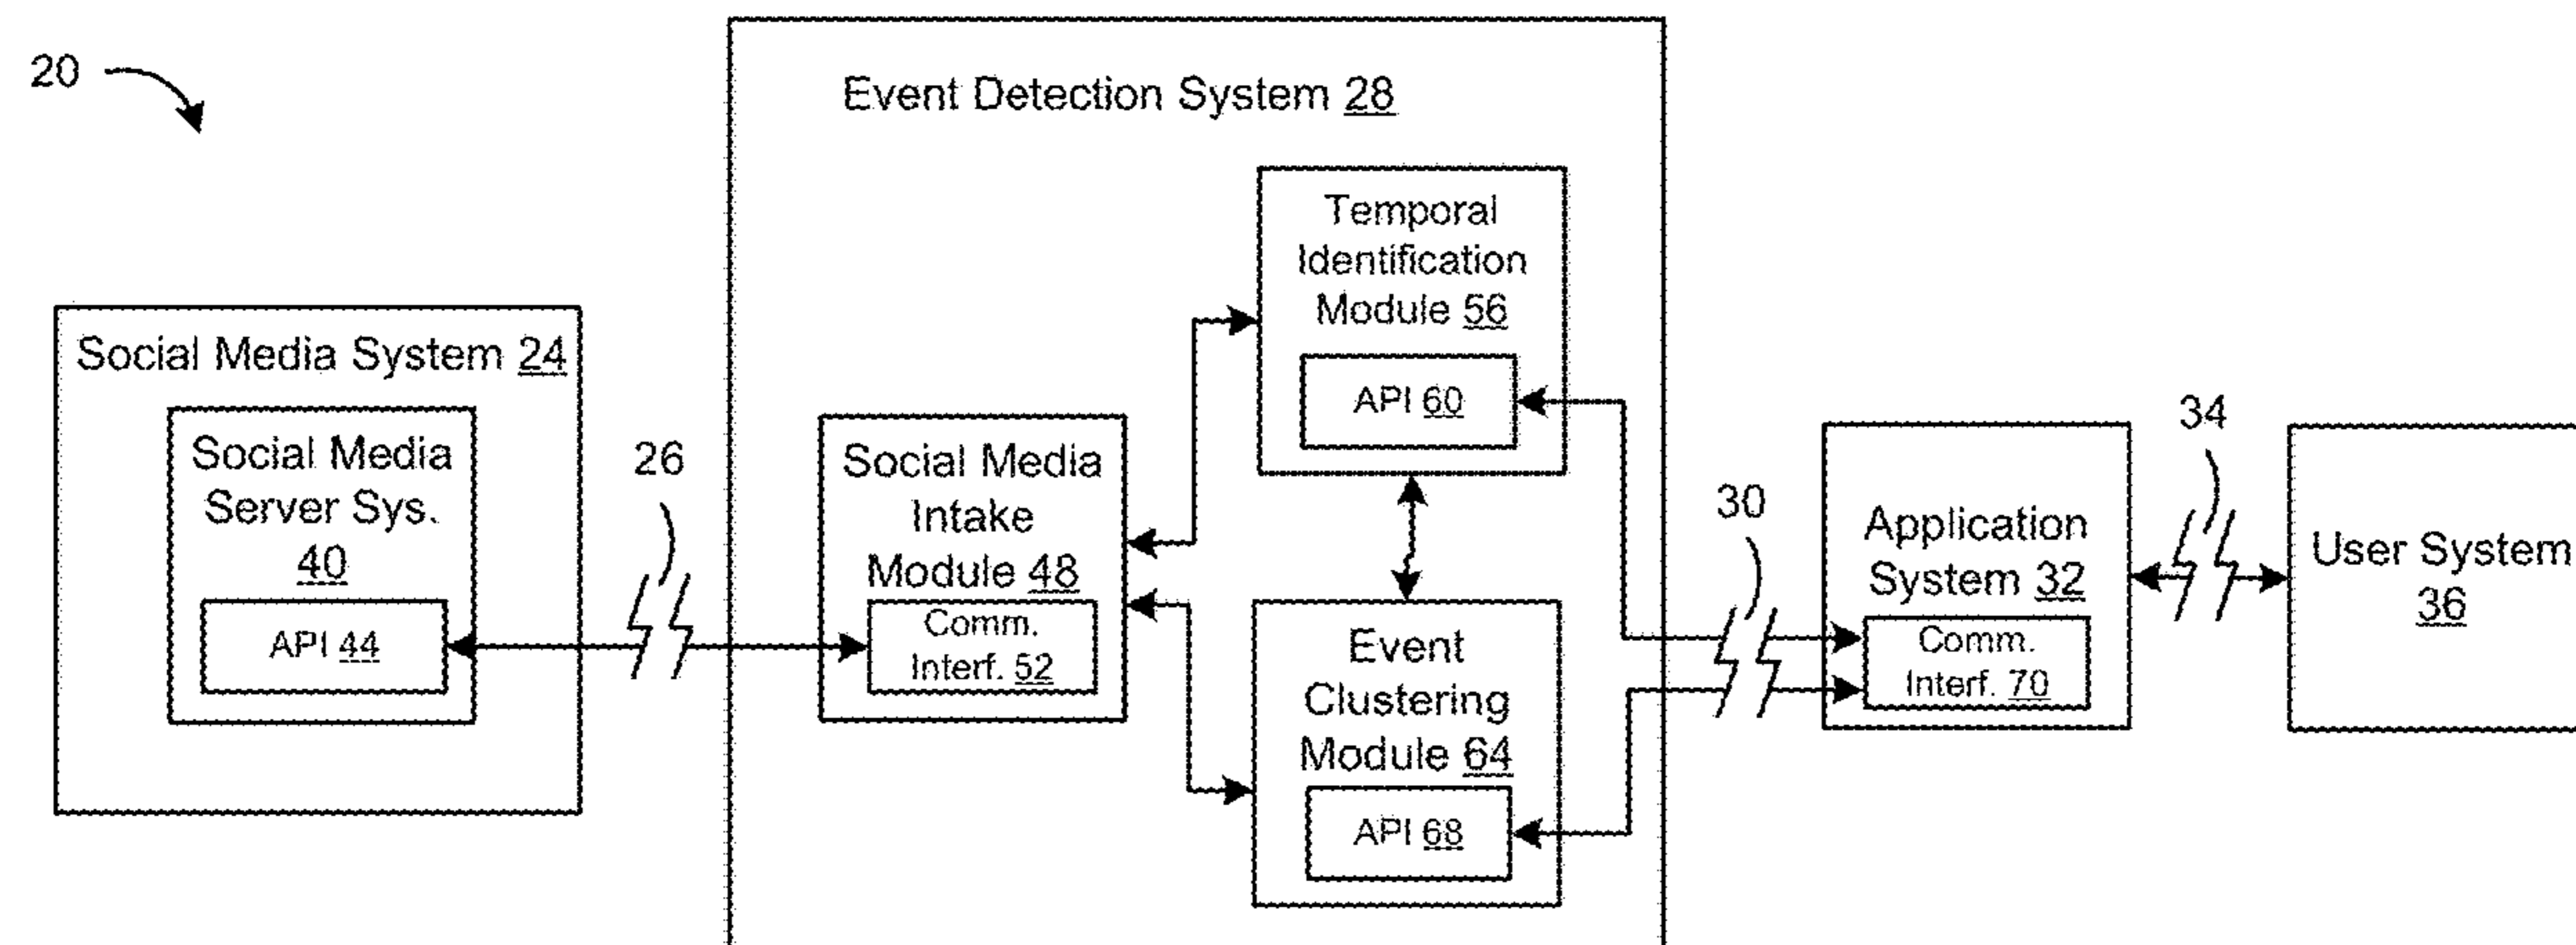 20
Event Detection System 28
Social Media System 24
Social Media
Server Sys.
40
API 44
26
Social Media
Intake
Module 48
Comm.
Interf. 52
Temporal
Identification
Module 56
API 60
Event
Clustering
Module 64
API 68
30
Application
System 32
Comm.
Interf. 70
34
User System
36